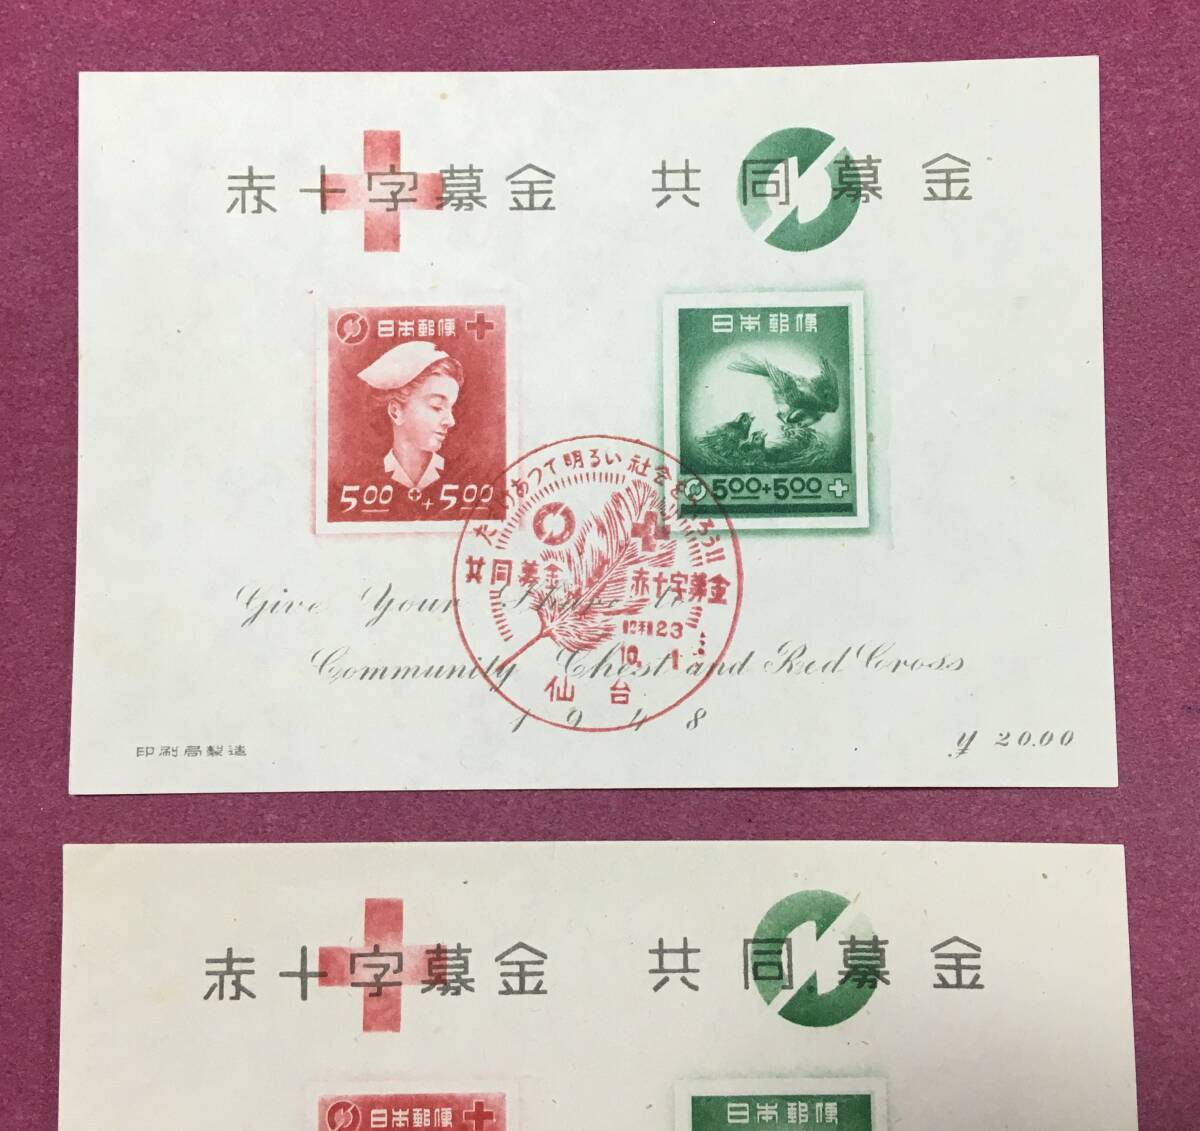 赤十字募金 共同募金
日本郵便
5.00+5.00
日本郵便
5.00+5.00
あって明るい社会を
共同募金 赤十字募金
昭和23
10.1
仙台
Give Your Share to
Community Chest and Red Cross
1948
印刷局製造
¥ 20.00
赤十字募金 共同募金
日本郵便
日本郵便